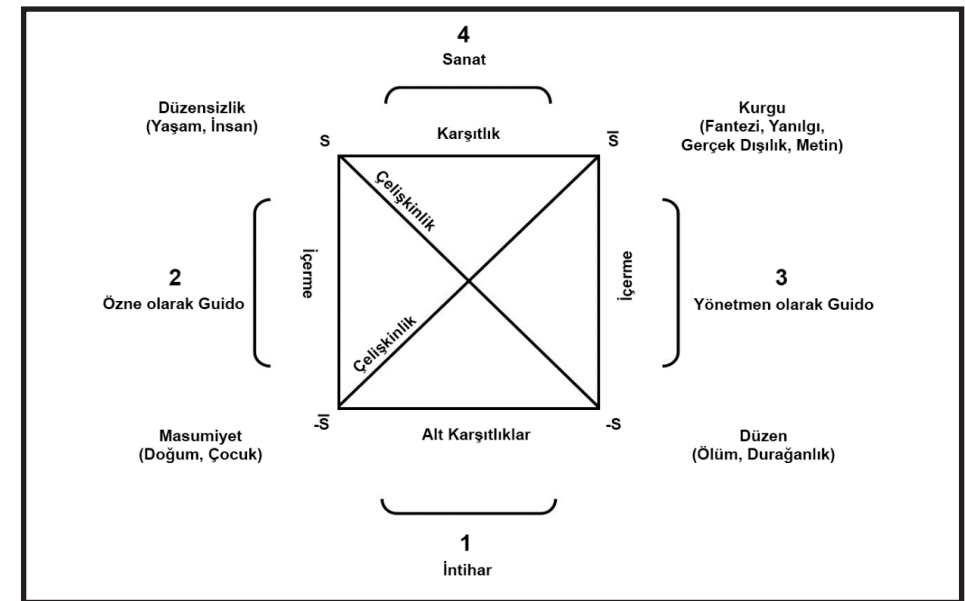 4
Sanat
Düzensizlik
(Yaşam, İnsan)
Kurgu
(Fantezi, Yanılgı,
Gerçek Dışılık, Metin)
S
Karşıtlık
S̅
Çelişkinlik
İçerme
2
Özne olarak Guido
İçerme
3
Yönetmen olarak Guido
Çelişkinlik
-S̅
Alt Karşıtlıklar
-S
Masumiyet
(Doğum, Çocuk)
Düzen
(Ölüm, Durağanlık)
1
İntihar